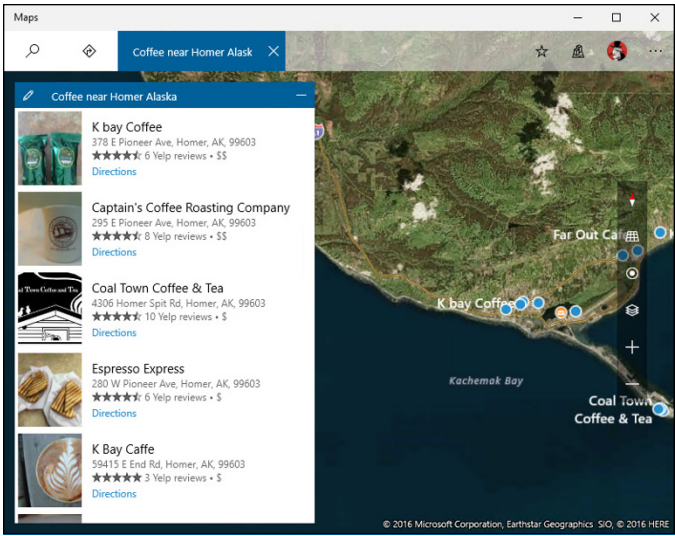 Maps
Coffee near Homer Alask
Coffee near Homer Alaska
K bay Coffee
378 E Pioneer Ave, Homer, AK, 99603
6 Yelp reviews • $$
Directions
Captain's Coffee Roasting Company
295 E Pioneer Ave, Homer, AK, 99603
8 Yelp reviews • $$
Directions
Coal Town Coffee & Tea
4306 Homer Spit Rd, Homer, AK, 99603
10 Yelp reviews • $
Directions
Espresso Express
280 W Pioneer Ave, Homer, AK, 99603
6 Yelp reviews • $
Directions
K Bay Caffe
59415 E End Rd, Homer, AK, 99603
3 Yelp reviews • $
Directions
Far Out Caf
K bay Coffee
Kachemak Bay
Coal Town
Coffee & Tea
© 2016 Microsoft Corporation, Earthstar Geographics SIO, © 2016 HERE